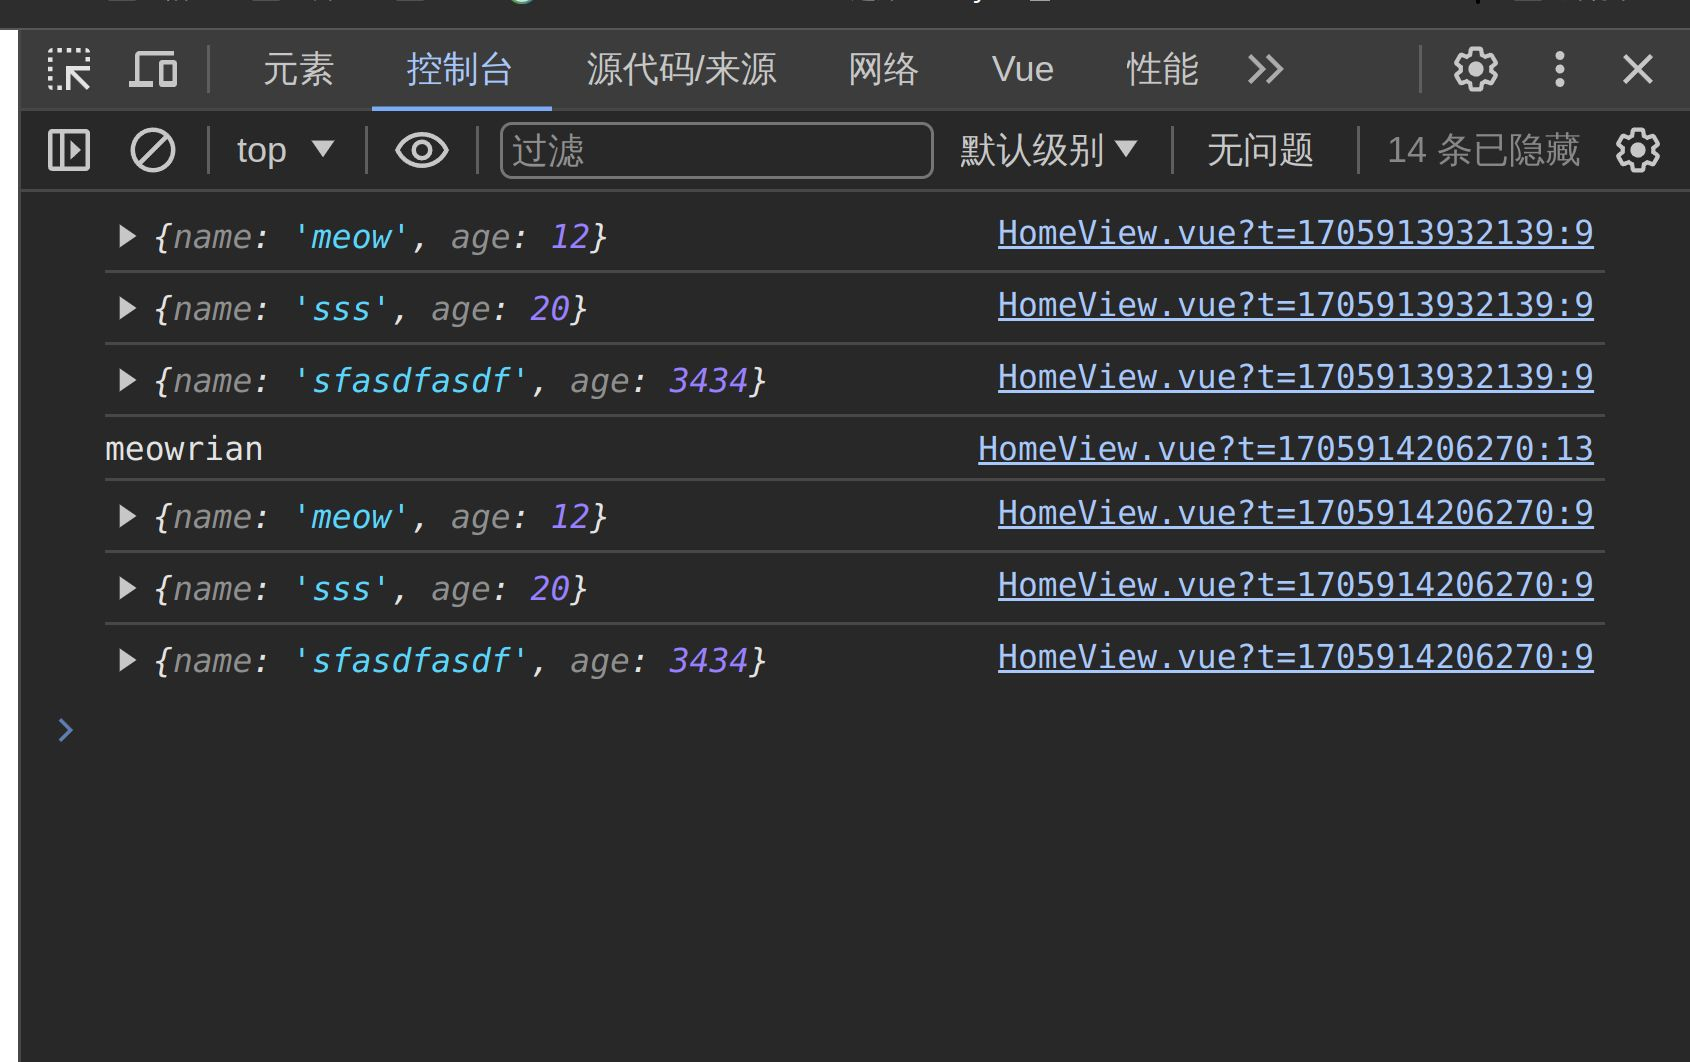 元素 控制台 源代码/来源 网络 Vue 性能
top 过滤 默认级别 无问题 14 条已隐藏
{name: 'meow', age: 12} HomeView.vue?t=1705913932139:9
{name: 'sss', age: 20} HomeView.vue?t=1705913932139:9
{name: 'sfasdfasdf', age: 3434} HomeView.vue?t=1705913932139:9
meowrian HomeView.vue?t=1705914206270:13
{name: 'meow', age: 12} HomeView.vue?t=1705914206270:9
{name: 'sss', age: 20} HomeView.vue?t=1705914206270:9
{name: 'sfasdfasdf', age: 3434} HomeView.vue?t=1705914206270:9